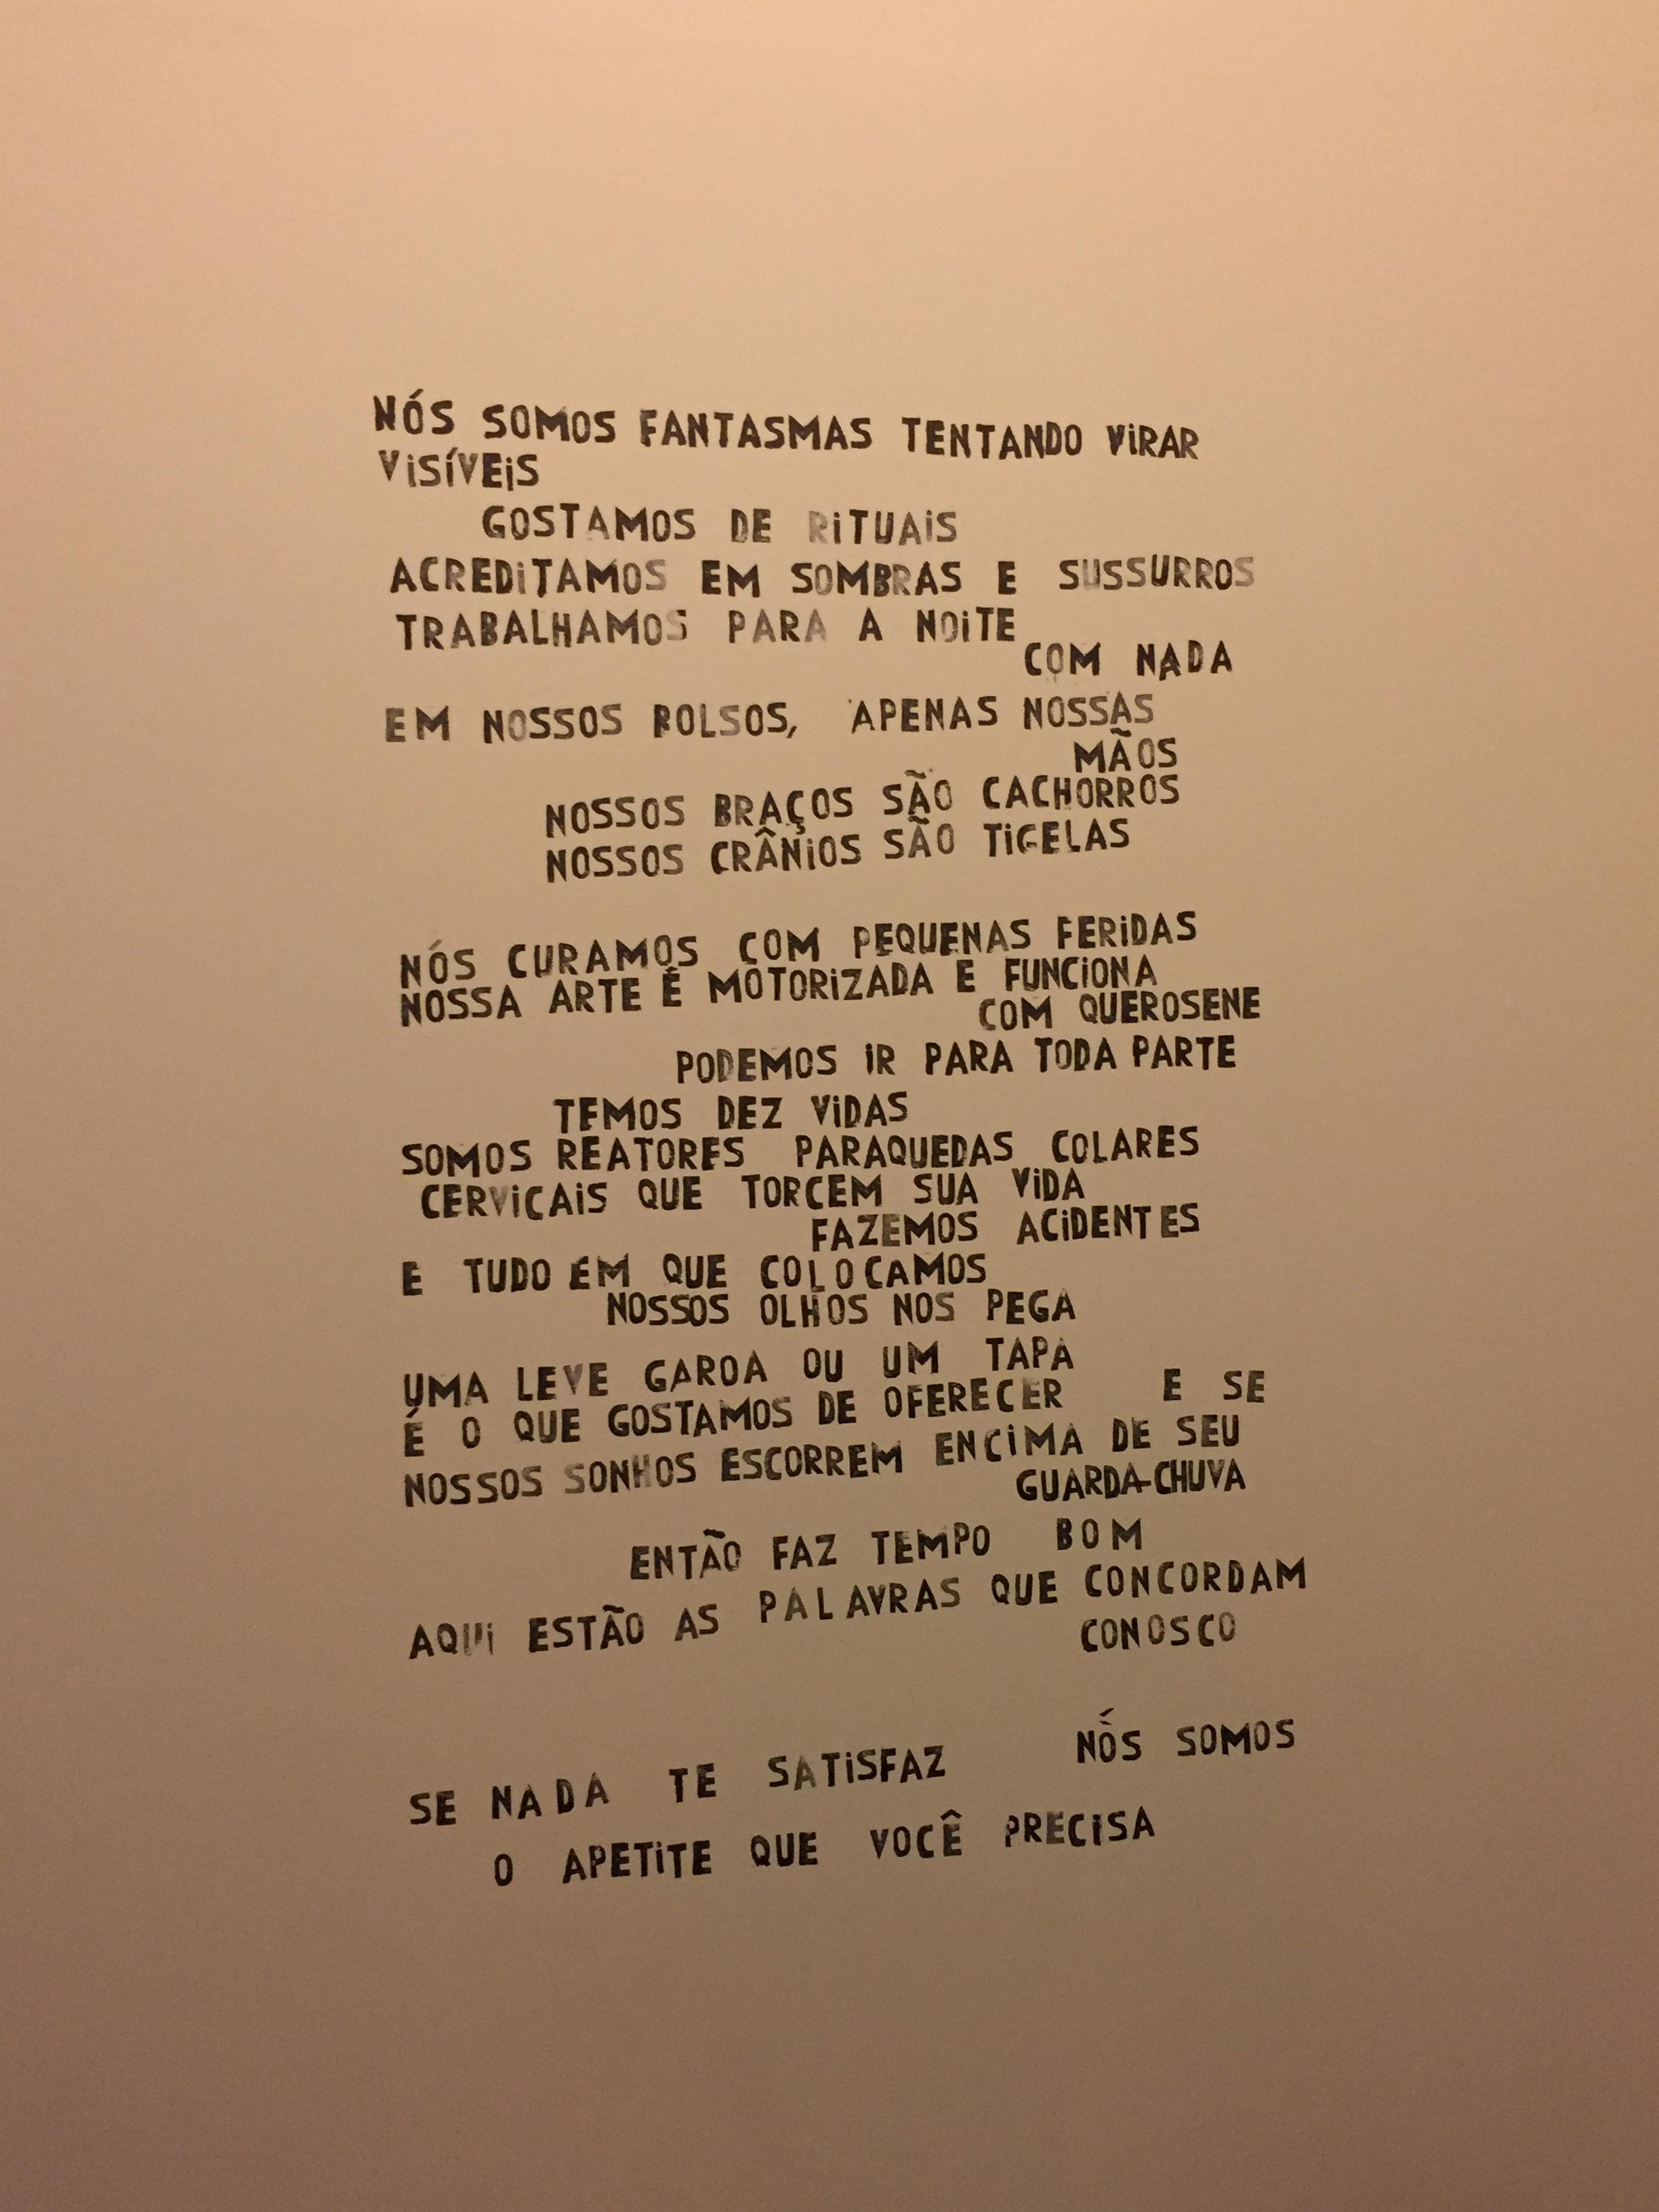 NÓS SOMOS FANTASMAS TENTANDO VIRAR
VISÍVEIS
GOSTAMOS DE RITUAIS
ACREDITAMOS EM SOMBRAS E SUSSURROS
TRABALHAMOS PARA A NOITE
COM NADA
EM NOSSOS BOLSOS, APENAS NOSSAS
MÃOS
NOSSOS BRAÇOS SÃO CACHORROS
NOSSOS CRÂNIOS SÃO TIGELAS
NÓS CURAMOS COM PEQUENAS FERIDAS
NOSSA ARTE É MOTORIZADA E FUNCIONA
COM QUEROSENE
PODEMOS IR PARA TODA PARTE
TEMOS DEZ VIDAS
SOMOS REATORES PARAQUEDAS COLARES
CERVICAIS QUE TORCEM SUA VIDA
FAZEMOS ACIDENTES
E TUDO EM QUE COLOCAMOS
NOSSOS OLHOS NOS PEGA
UMA LEVE GAROA OU UM TAPA
É O QUE GOSTAMOS DE OFERECER E SE
NOSSOS SONHOS ESCORREM ENCIMA DE SEU
GUARDA-CHUVA
ENTÃO FAZ TEMPO BOM
AQUI ESTÃO AS PALAVRAS QUE CONCORDAM
CONOSCO
SE NADA TE SATISFAZ NÓS SOMOS
O APETITE QUE VOCÊ PRECISA